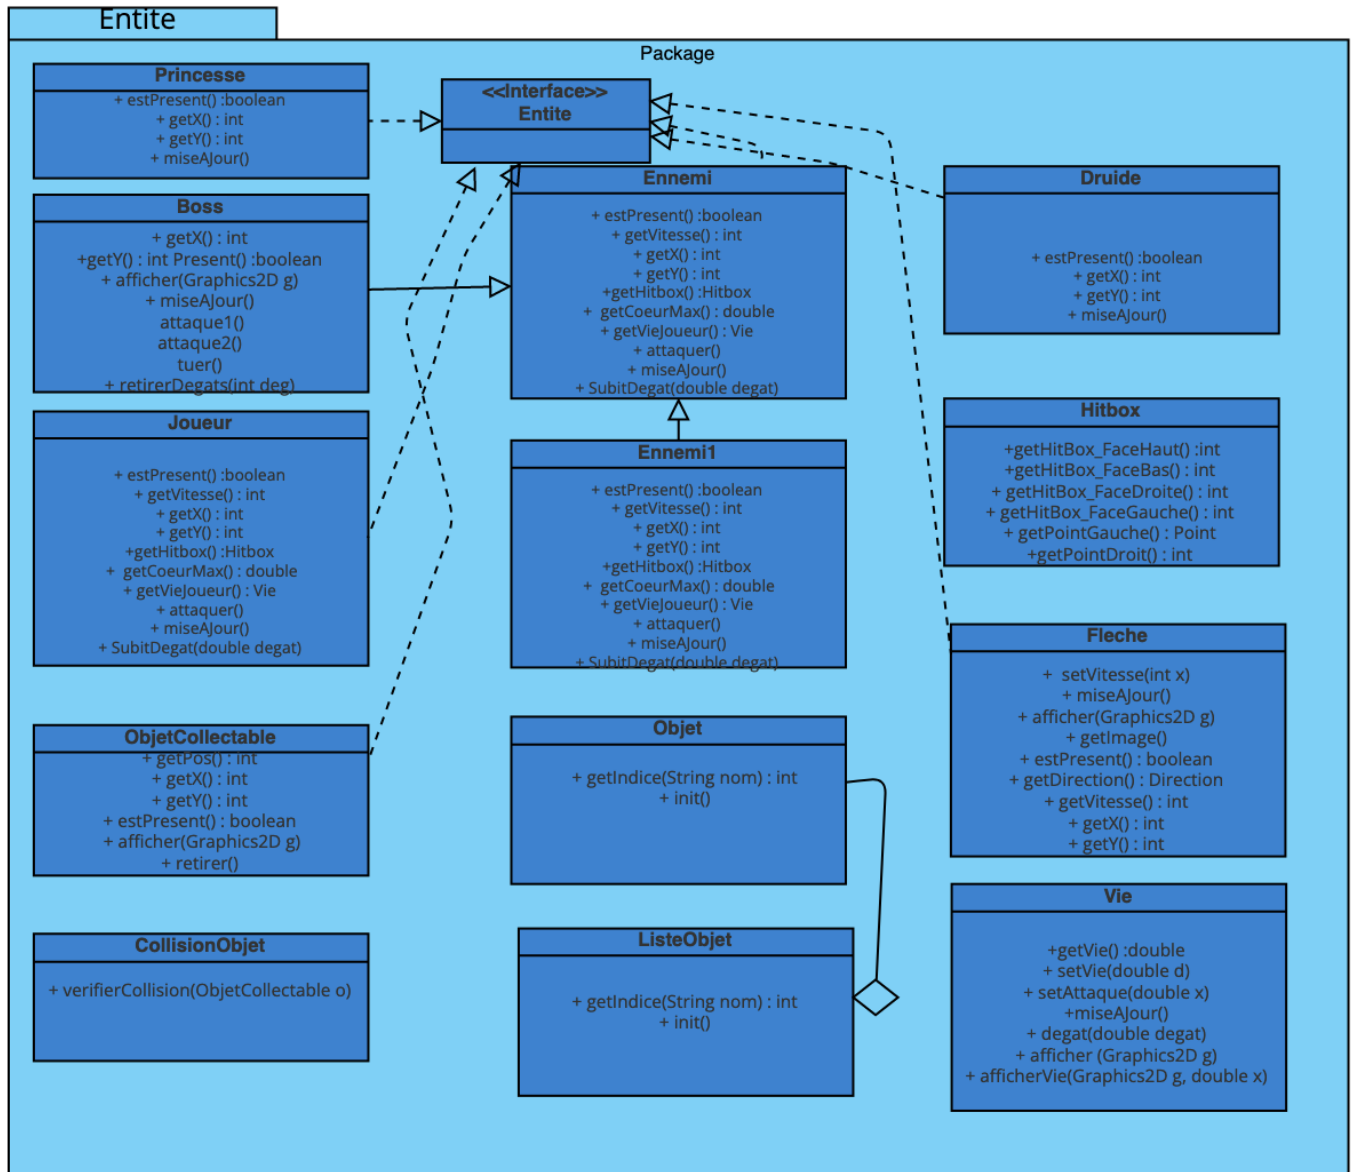 Entite
Package
Princesse
+ estPresent() :boolean
+ getX() : int
+ getY() : int
+ miseAJour()
<<Interface>>
Entite
Boss
+ getX() : int
+getY() : int Present() :boolean
+ afficher(Graphics2D g)
+ miseAJour()
attaque1()
attaque2()
tuer()
+ retirerDegats(int deg)
Ennemi
+ estPresent() :boolean
+ getVitesse() : int
+ getX() : int
+ getY() : int
+getHitbox() :Hitbox
+  getCoeurMax() : double
+ getVieJoueur() : Vie
+ attaquer()
+ miseAJour()
+ SubitDegat(double degat)
Druide
+ estPresent() :boolean
+ getX() : int
+ getY() : int
+ miseAJour()
Joueur
+ estPresent() :boolean
+ getVitesse() : int
+ getX() : int
+ getY() : int
+getHitbox() :Hitbox
+  getCoeurMax() : double
+ getVieJoueur() : Vie
+ attaquer()
+ miseAJour()
+ SubitDegat(double degat)
Ennemi1
+ estPresent() :boolean
+ getVitesse() : int
+ getX() : int
+ getY() : int
+getHitbox() :Hitbox
+  getCoeurMax() : double
+ getVieJoueur() : Vie
+ attaquer()
+ miseAJour()
+ SubitDegat(double degat)
Hitbox
+getHitBox_FaceHaut() :int
+getHitBox_FaceBas() : int
+ getHitBox_FaceDroite() : int
+ getHitBox_FaceGauche() : int
+ getPointGauche() : Point
+getPointDroit() : int
Fleche
+  setVitesse(int x)
+ miseAJour()
+ afficher(Graphics2D g)
+ getImage()
+ estPresent() : boolean
+ getDirection() : Direction
+ getVitesse() : int
+ getX() : int
+ getY() : int
ObjetCollectable
+ getPos() : int
+ getX() : int
+ getY() : int
+ estPresent() : boolean
+ afficher(Graphics2D g)
+ retirer()
Objet
+ getIndice(String nom) : int
+ init()
CollisionObjet
+ verifierCollision(ObjetCollectable o)
ListeObjet
+ getIndice(String nom) : int
+ init()
Vie
+getVie() :double
+ setVie(double d)
+ setAttaque(double x)
+miseAJour()
+ degat(double degat)
+ afficher (Graphics2D g)
+ afficherVie(Graphics2D g, double x)